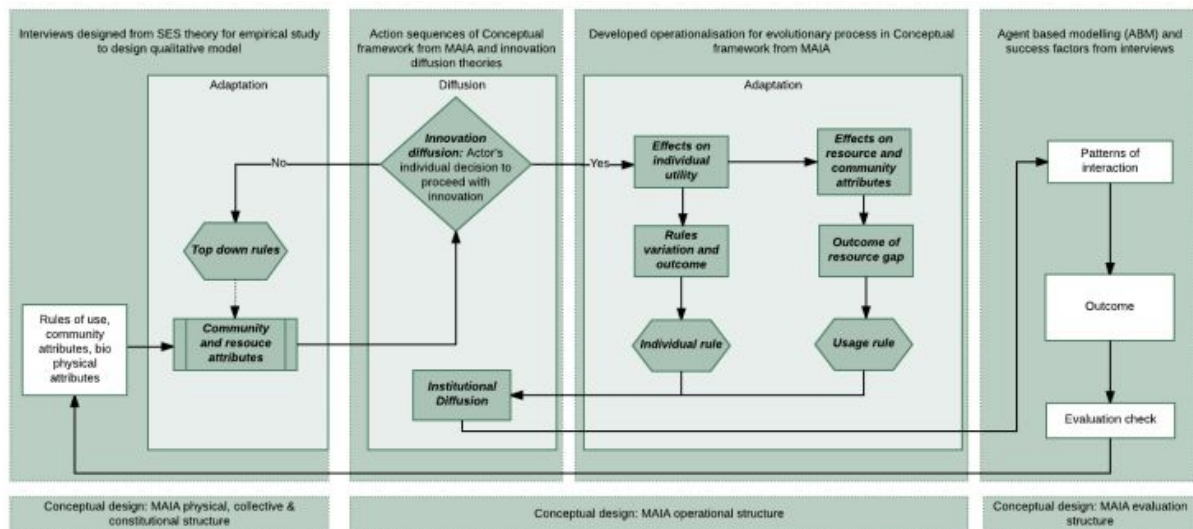 Interviews designed from SES theory for empirical study
to design qualitative model
Adaptation
No
Top down rules
Rules of use,
community
attributes, bio
physical
attributes
Community
and resouce
attributes
Action sequences of Conceptual
framework from MAIA and innovation
diffusion theories
Diffusion
Innovation
diffusion: Actor's
individual decision to
proceed with
innovation
Institutional
Diffusion
Developed operationalisation for evolutionary process in Conceptual
framework from MAIA
Adaptation
Yes
Effects on
individual
utility
Effects on
resource and
community
attributes
Rules
variation and
outcome
Outcome of
resource gap
Individual rule
Usage rule
Agent based modelling (ABM) and
success factors from interviews
Patterns of
interaction
Outcome
Evaluation check
Conceptual design: MAIA physical, collective &
constitutional structure
Conceptual design: MAIA operational structure
Conceptual design: MAIA evaluation
structure